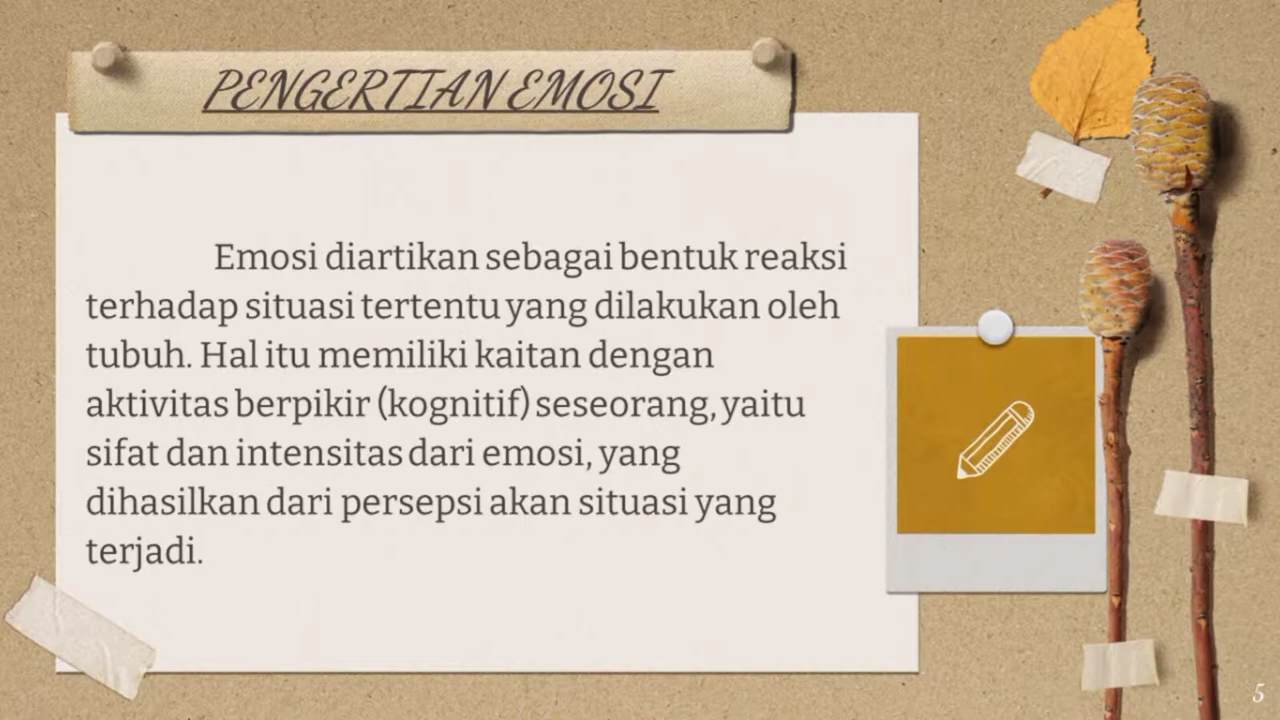 PENGERTIAN EMOSI
Emosi diartikan sebagai bentuk reaksi
terhadap situasi tertentu yang dilakukan oleh
tubuh. Hal itu memiliki kaitan dengan
aktivitas berpikir (kognitif) seseorang, yaitu
sifat dan intensitas dari emosi, yang
dihasilkan dari persepsi akan situasi yang
terjadi.
5